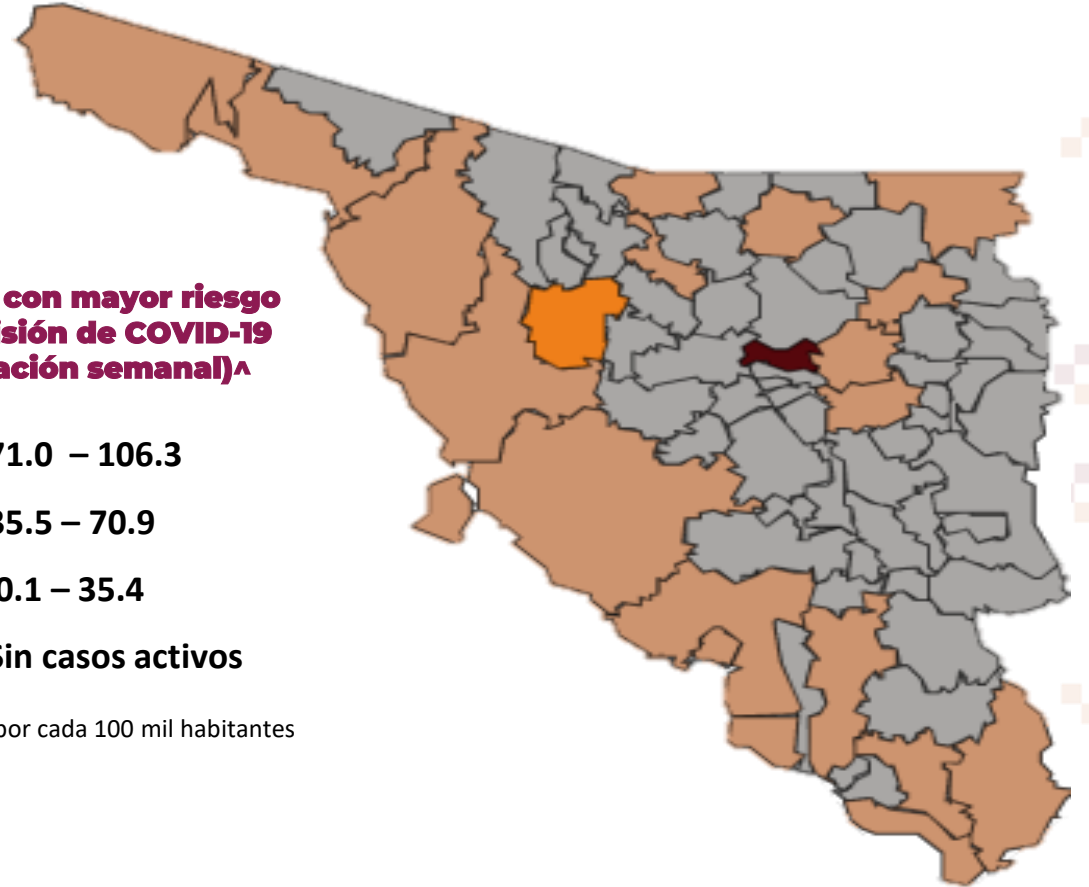 con mayor riesgo
isión de COVID-19
ación semanal)^
71.0 – 106.3
35.5 – 70.9
0.1 – 35.4
Sin casos activos
por cada 100 mil habitantes